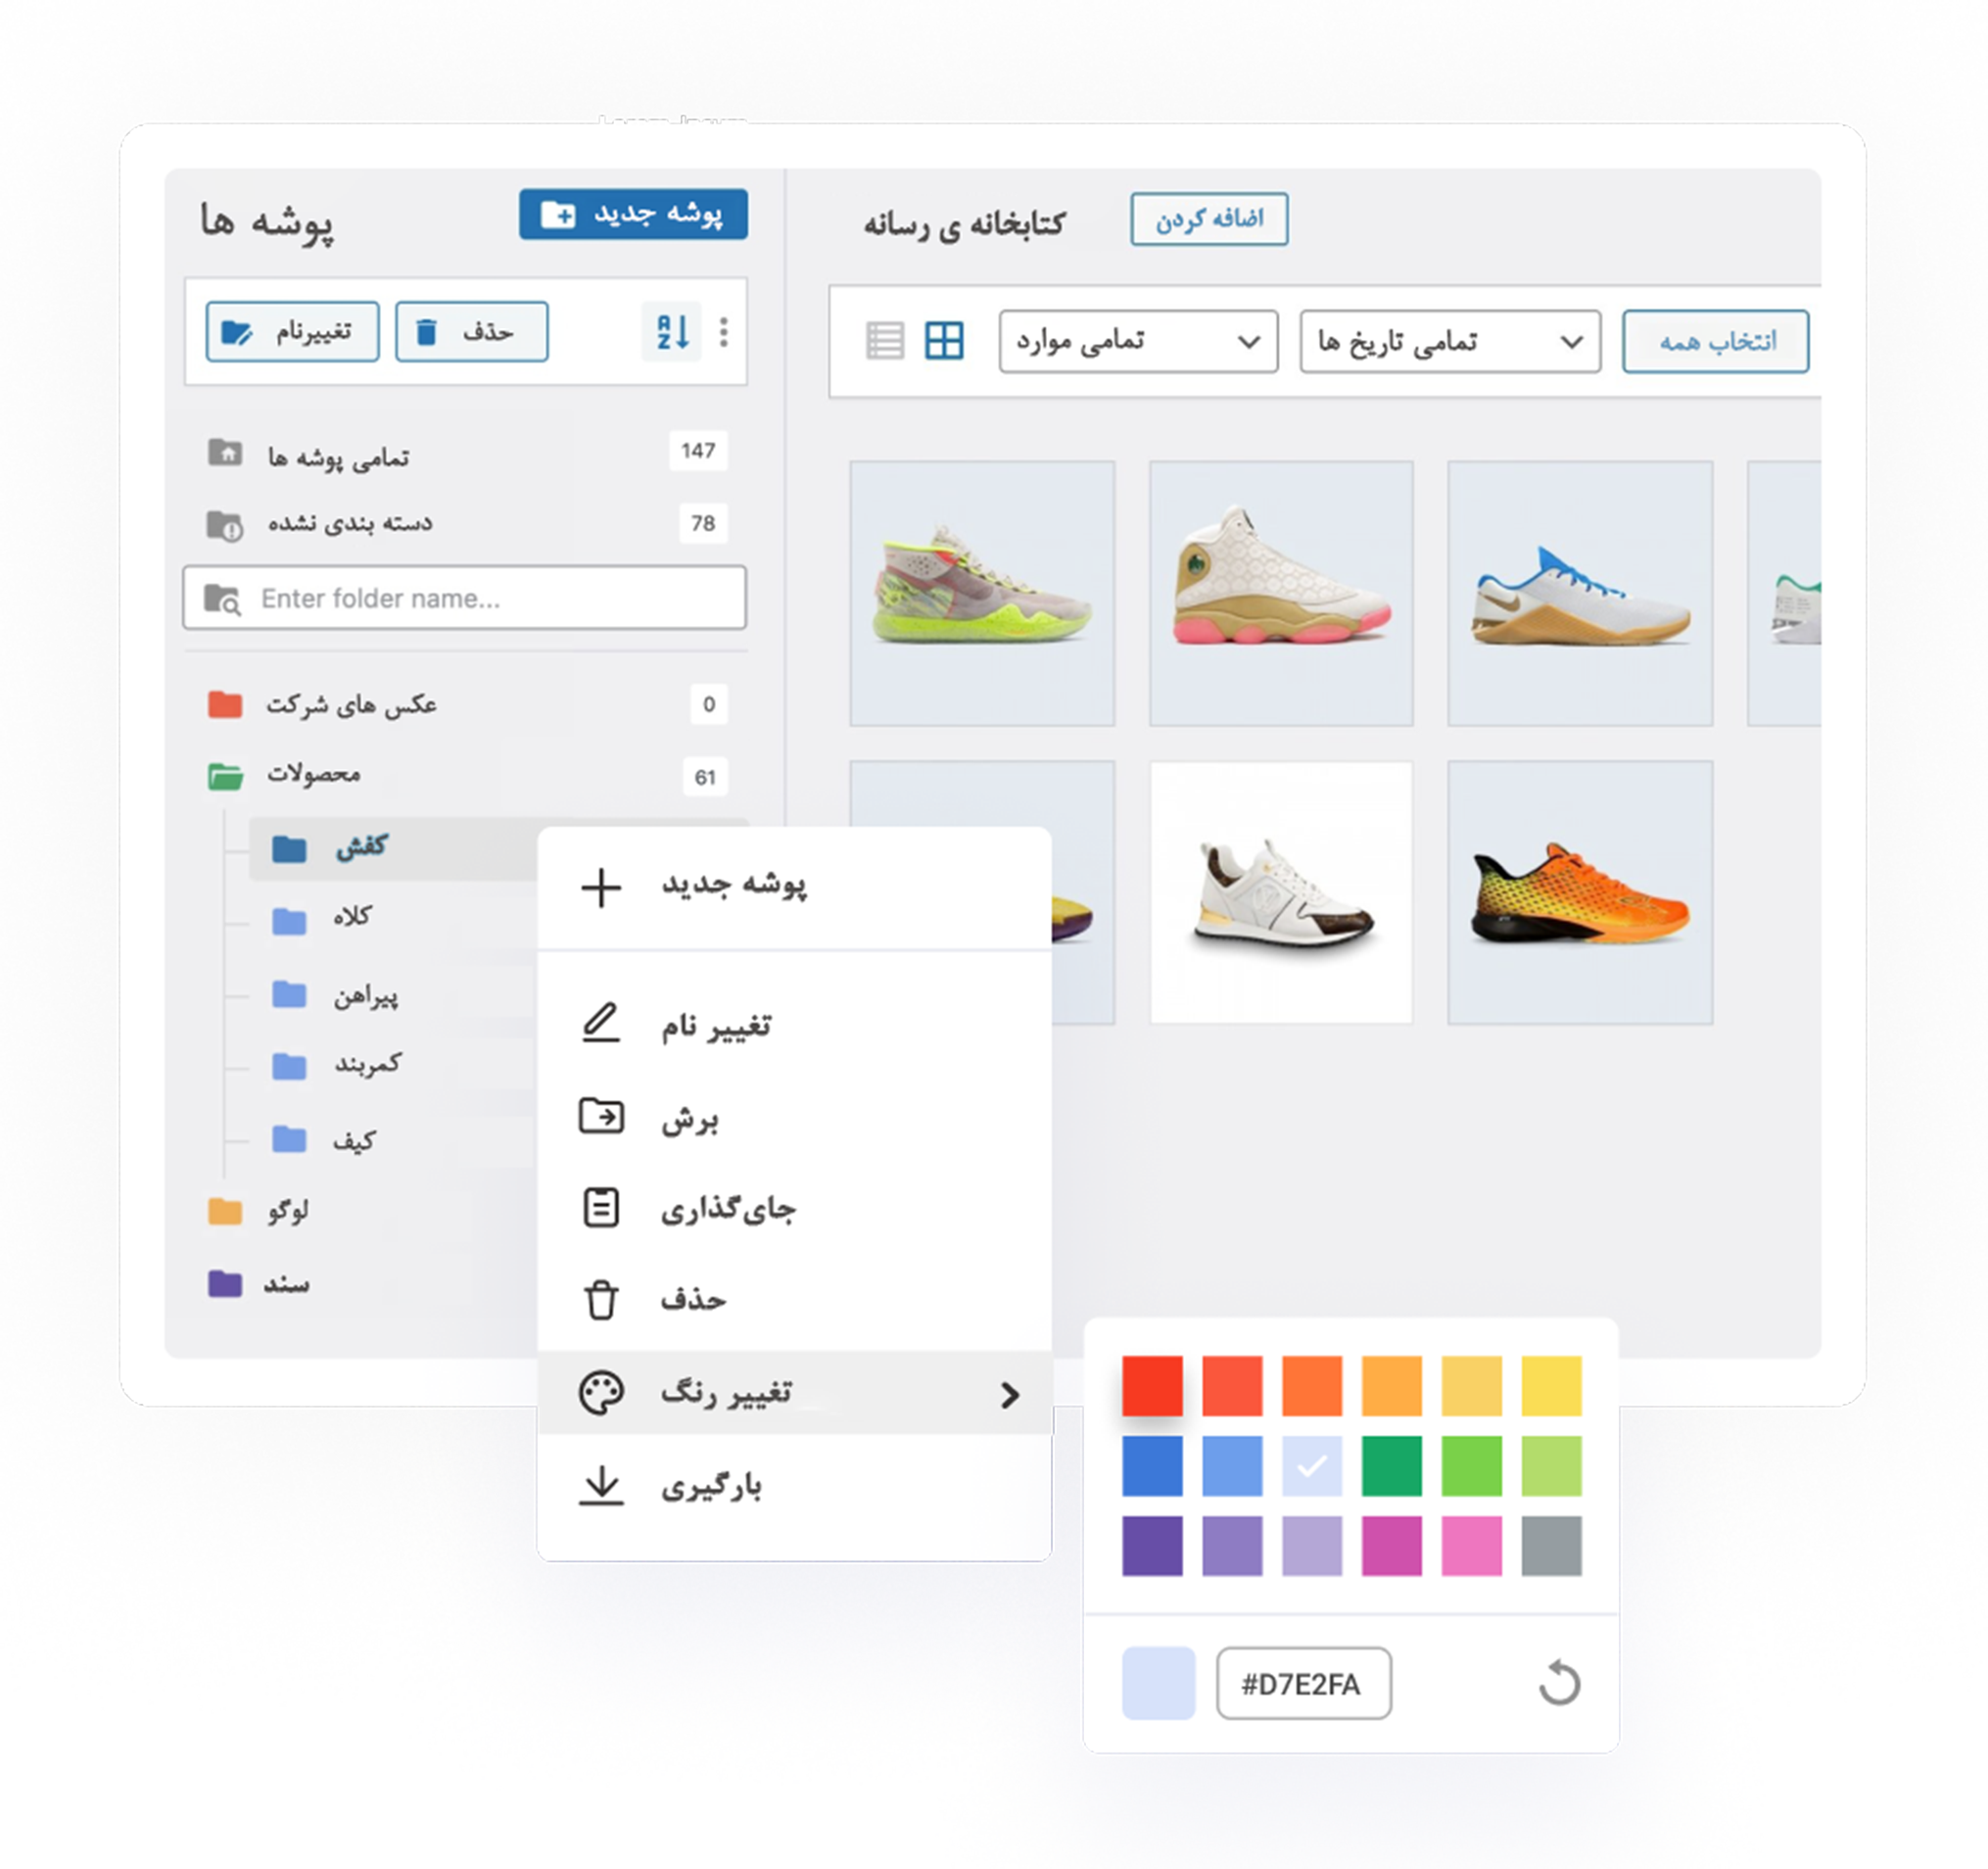 پوشه ها
پوشه جدید
تغییرنام
حذف
A
Z
تمامی پوشه ها
147
دسته بندی نشده
78
Enter folder name...
عکس های شرکت
0
محصولات
61
کفش
کلاه
پیراهن
کمربند
کیف
لوگو
سند
کتابخانه ی رسانه
اضافه کردن
تمامی موارد
تمامی تاریخ ها
انتخاب همه
پوشه جدید
تغییر نام
برش
جای‌گذاری
حذف
تغییر رنگ
بارگیری
#D7E2FA